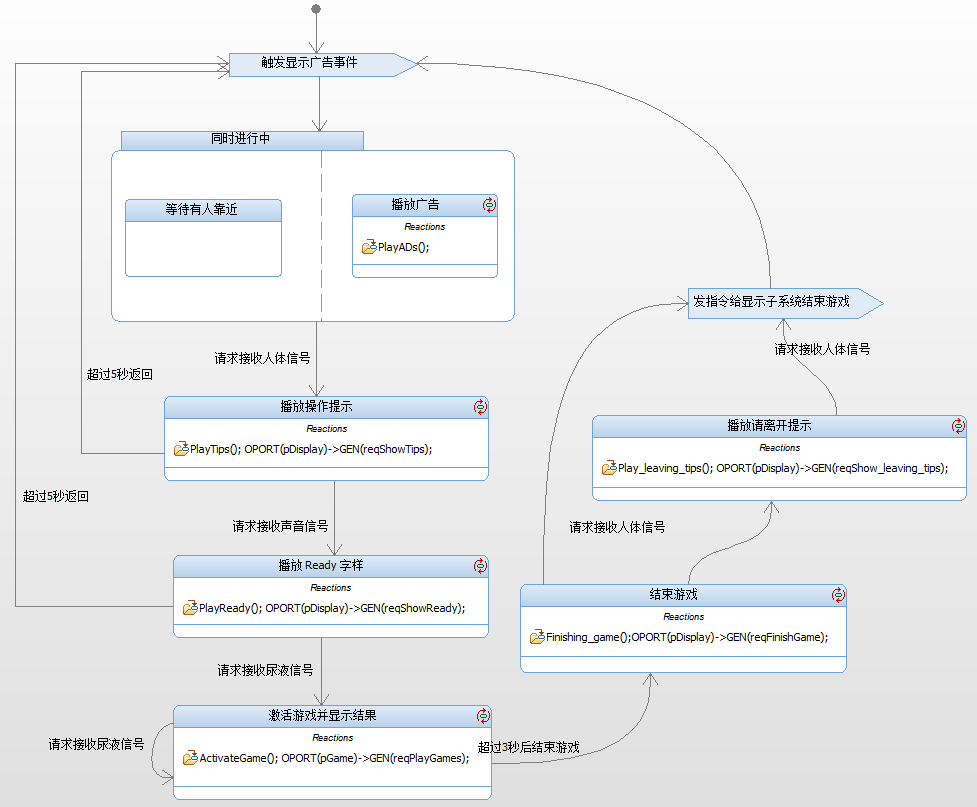 触发显示广告事件
同时进行中
等待有人靠近
播放广告
Reactions
PlayADs();
发指令给显示子系统结束游戏
请求接收人体信号
请求接收人体信号
超过5秒返回
播放操作提示
Reactions
PlayTips(); OPORT(pDisplay)->GEN(reqShowTips);
播放请离开提示
Reactions
Play_leaving_tips(); OPORT(pDisplay)->GEN(reqShow_leaving_tips);
超过5秒返回
请求接收声音信号
请求接收人体信号
播放 Ready 字样
Reactions
PlayReady(); OPORT(pDisplay)->GEN(reqShowReady);
结束游戏
Reactions
Finishing_game();OPORT(pDisplay)->GEN(reqFinishGame);
请求接收尿液信号
激活游戏并显示结果
Reactions
ActivateGame(); OPORT(pGame)->GEN(reqPlayGames);
请求接收尿液信号
超过3秒后结束游戏